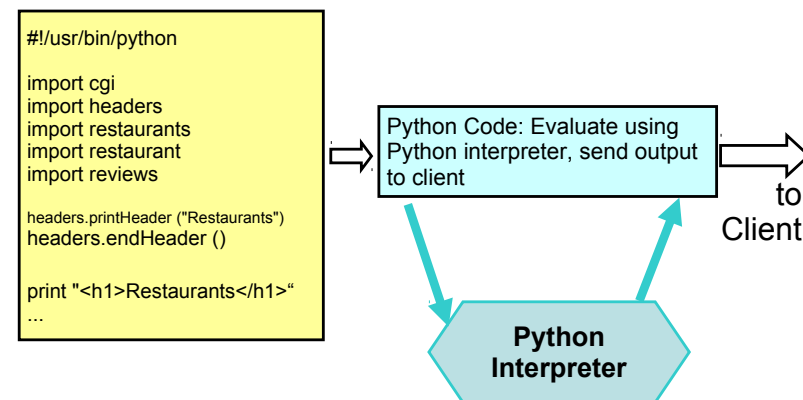 #!/usr/bin/python
import cgi
import headers
import restaurants
import restaurant
import reviews
headers.printHeader ("Restaurants")
headers.endHeader ()
print "<h1>Restaurants</h1>“
...
Python Code: Evaluate using
Python interpreter, send output
to client
to
Client
Python
Interpreter